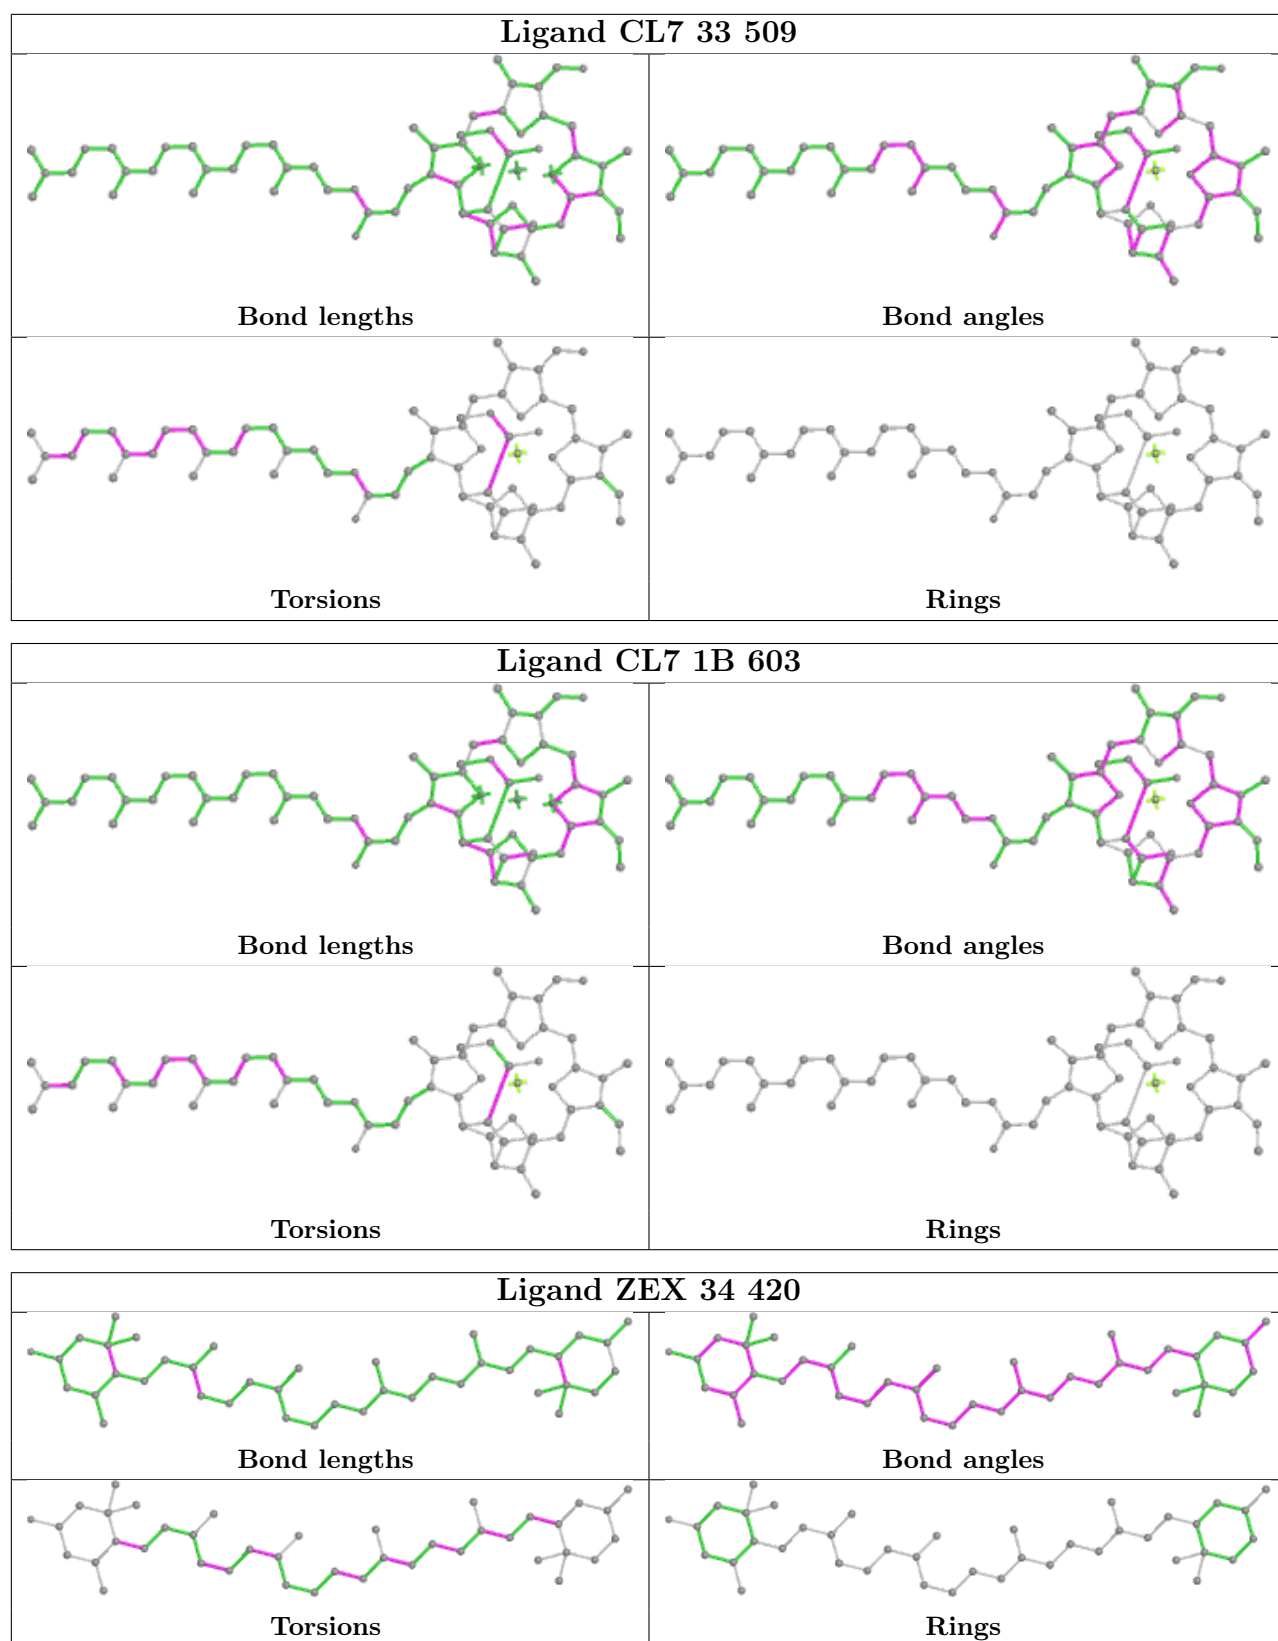 Ligand CL7 33 509
Bond lengths
Bond angles
Torsions
Rings
Ligand CL7 1B 603
Bond lengths
Bond angles
Torsions
Rings
Ligand ZEX 34 420
Bond lengths
Bond angles
Torsions
Rings